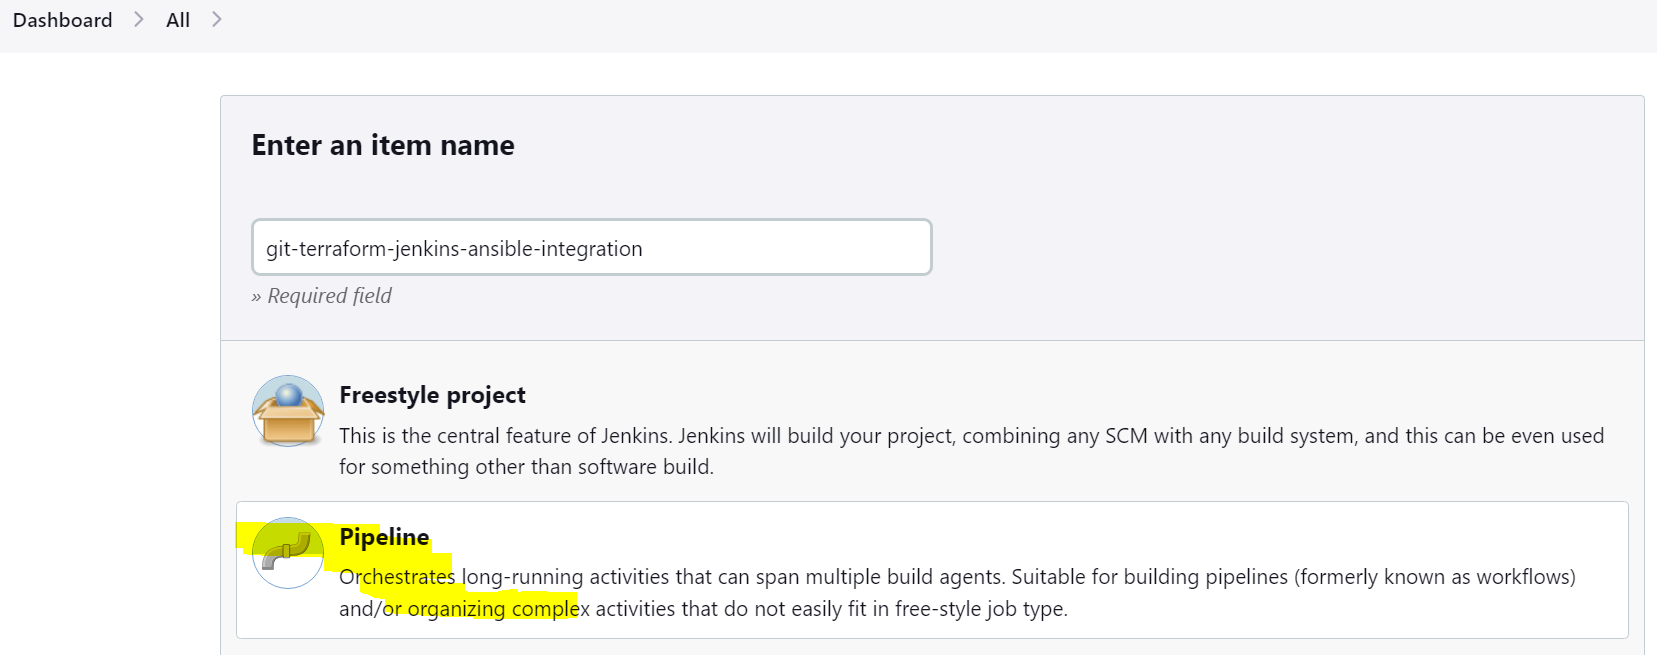 Dashboard > All >
Enter an item name
git-terraform-jenkins-ansible-integration
» Required field
Freestyle project
This is the central feature of Jenkins. Jenkins will build your project, combining any SCM with any build system, and this can be even used
for something other than software build.
Pipeline
Orchestrates long-running activities that can span multiple build agents. Suitable for building pipelines (formerly known as workflows)
and/or organizing complex activities that do not easily fit in free-style job type.